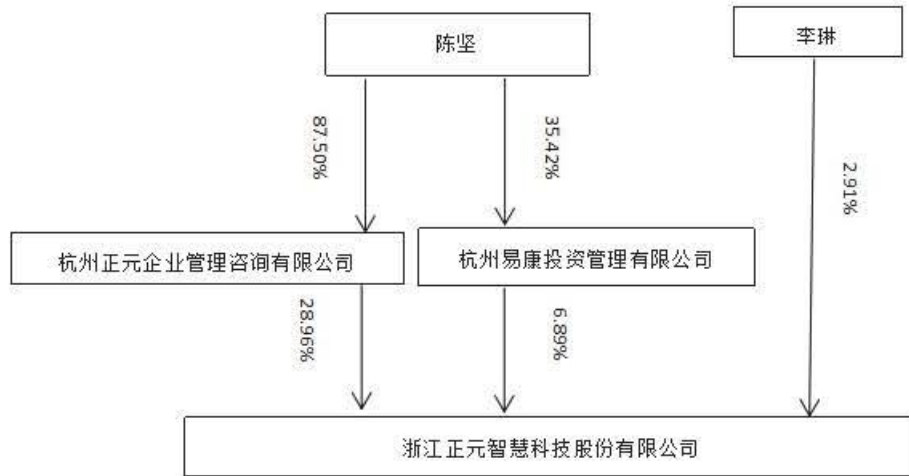 陈坚
李琳
87.50%
35.42%
2.91%
杭州正元企业管理咨询有限公司
杭州易康投资管理有限公司
28.96%
6.89%
浙江正元智慧科技股份有限公司